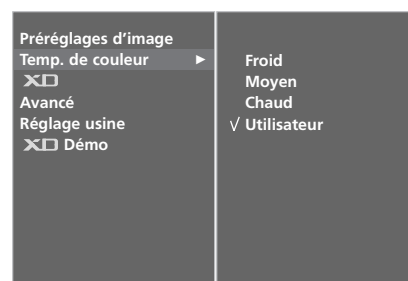 Préréglages d'image
Temp. de couleur ►
XD
Avancé
Réglage usine
XD Démo
Froid
Moyen
Chaud
√ Utilisateur